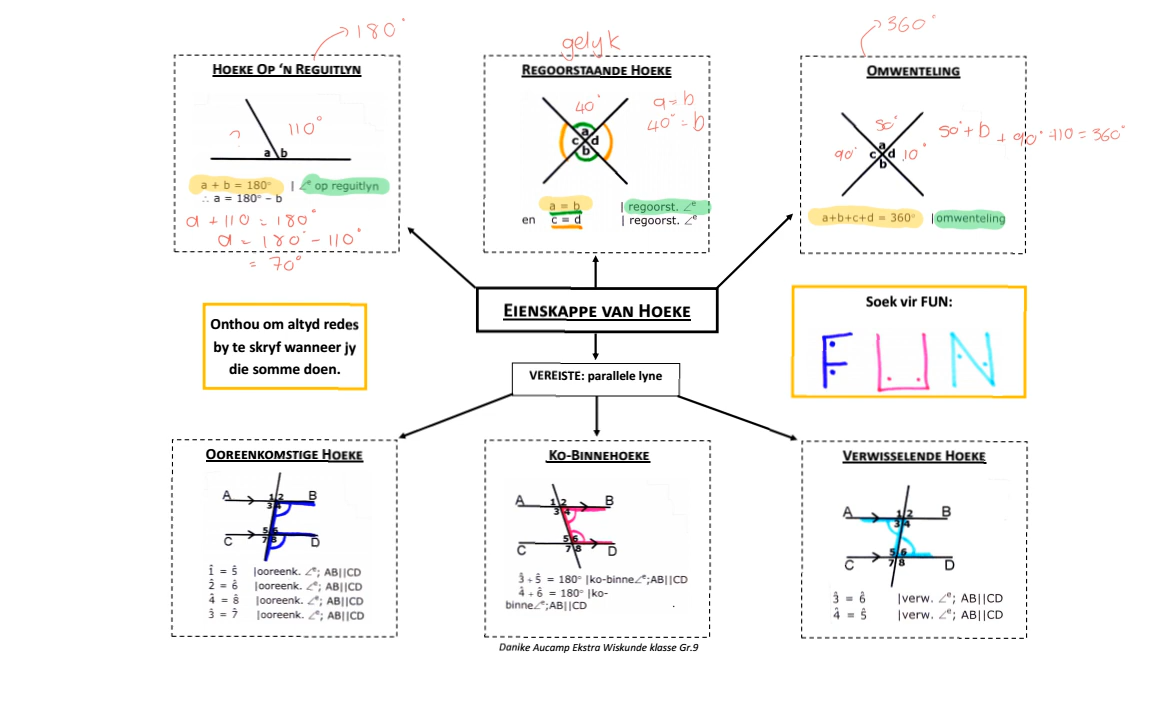 180°
HOEKE OP ‘N REGUITLYN
?
110°
a b
a + b = 180° | ∠ᵉ op reguitlyn
∴ a = 180° – b
a + 110 = 180°
a = 180° - 110°
= 70°
gelyk
REGOORSTAANDE HOEKE
40°
a = b
40° = b
a
c d
b
a = b | regoorst. ∠ᵉ
en c = d | regoorst. ∠ᵉ
360°
OMWENTELING
50°
90°
a
c d
b
50° + b + 90° + 110 = 360°
a+b+c+d = 360° | omwenteling
EIENSKAPPE VAN HOEKE
Onthou om altyd redes
by te skryf wanneer jy
die somme doen.
Soek vir FUN:
F U N
VEREISTE: parallele lyne
OOREENKOMSTIGE HOEKE
A 1 2 B
3 4
C 5 6 D
7 8
1̂ = 5̂ |ooreenk. ∠ᵉ; AB||CD
2̂ = 6̂ |ooreenk. ∠ᵉ; AB||CD
4̂ = 8̂ |ooreenk. ∠ᵉ; AB||CD
3̂ = 7̂ |ooreenk. ∠ᵉ; AB||CD
KO-BINNEHOEKE
A 1 2 B
3 4
C 5 6 D
7 8
3̂ + 5̂ = 180° |ko-binne∠ᵉ;AB||CD
4̂ + 6̂ = 180° |ko-
binne∠ᵉ;AB||CD
VERWISSELENDE HOEKE
A 1 2 B
3 4
C 5 6 D
7 8
3̂ = 6̂ |verw. ∠ᵉ; AB||CD
4̂ = 5̂ |verw. ∠ᵉ; AB||CD
Danike Aucamp Ekstra Wiskunde klasse Gr.9